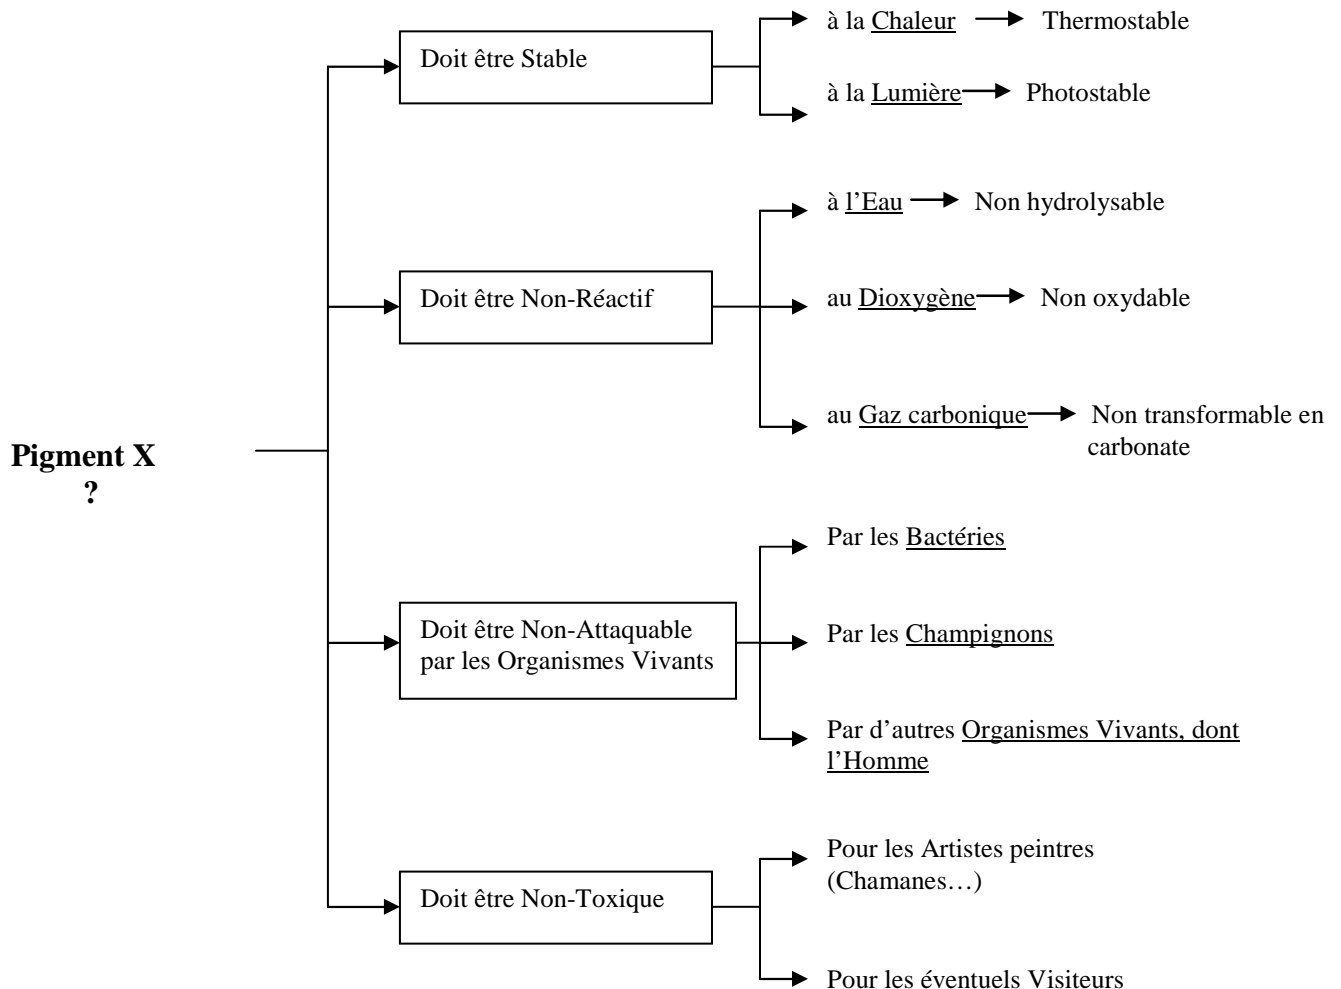 à la Chaleur → Thermostable
Doit être Stable
à la Lumière → Photostable
à l’Eau → Non hydrolysable
Doit être Non-Réactif
au Dioxygène → Non oxydable
au Gaz carbonique → Non transformable en
carbonate
Pigment X
?
Par les Bactéries
Doit être Non-Attaquable
par les Organismes Vivants
Par les Champignons
Par d’autres Organismes Vivants, dont
l’Homme
Pour les Artistes peintres
(Chamanes…)
Doit être Non-Toxique
Pour les éventuels Visiteurs